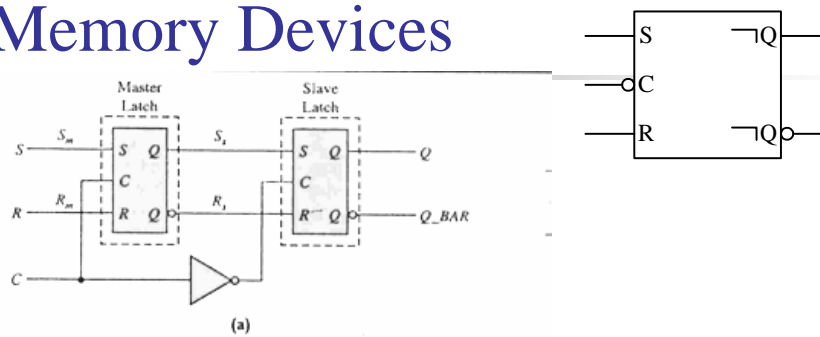 Memory Devices
Master Latch
Slave Latch
S Sm S Q Ss S Q Q
C C
R Rm R Q Rs R Q Q_BAR
C
(a)
S ¬Q
C
R ¬Q